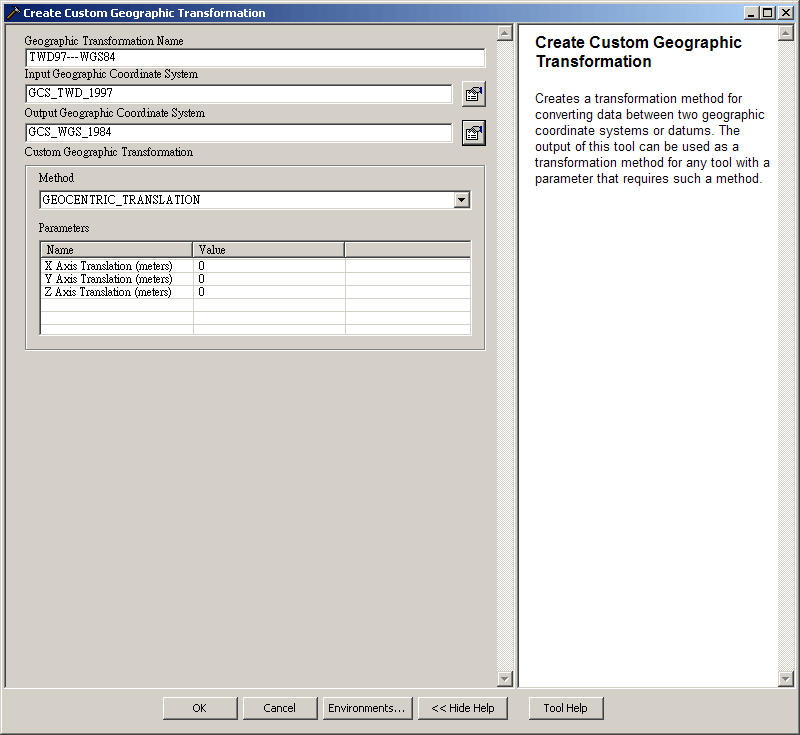 Create Custom Geographic Transformation
Geographic Transformation Name
TWD97---WGS84
Input Geographic Coordinate System
GCS_TWD_1997
Output Geographic Coordinate System
GCS_WGS_1984
Custom Geographic Transformation
Method
GEOCENTRIC_TRANSLATION
Parameters
Name Value
X Axis Translation (meters) 0
Y Axis Translation (meters) 0
Z Axis Translation (meters) 0
Create Custom Geographic
Transformation
Creates a transformation method for
converting data between two geographic
coordinate systems or datums. The
output of this tool can be used as a
transformation method for any tool with a
parameter that requires such a method.
OK Cancel Environments... << Hide Help Tool Help